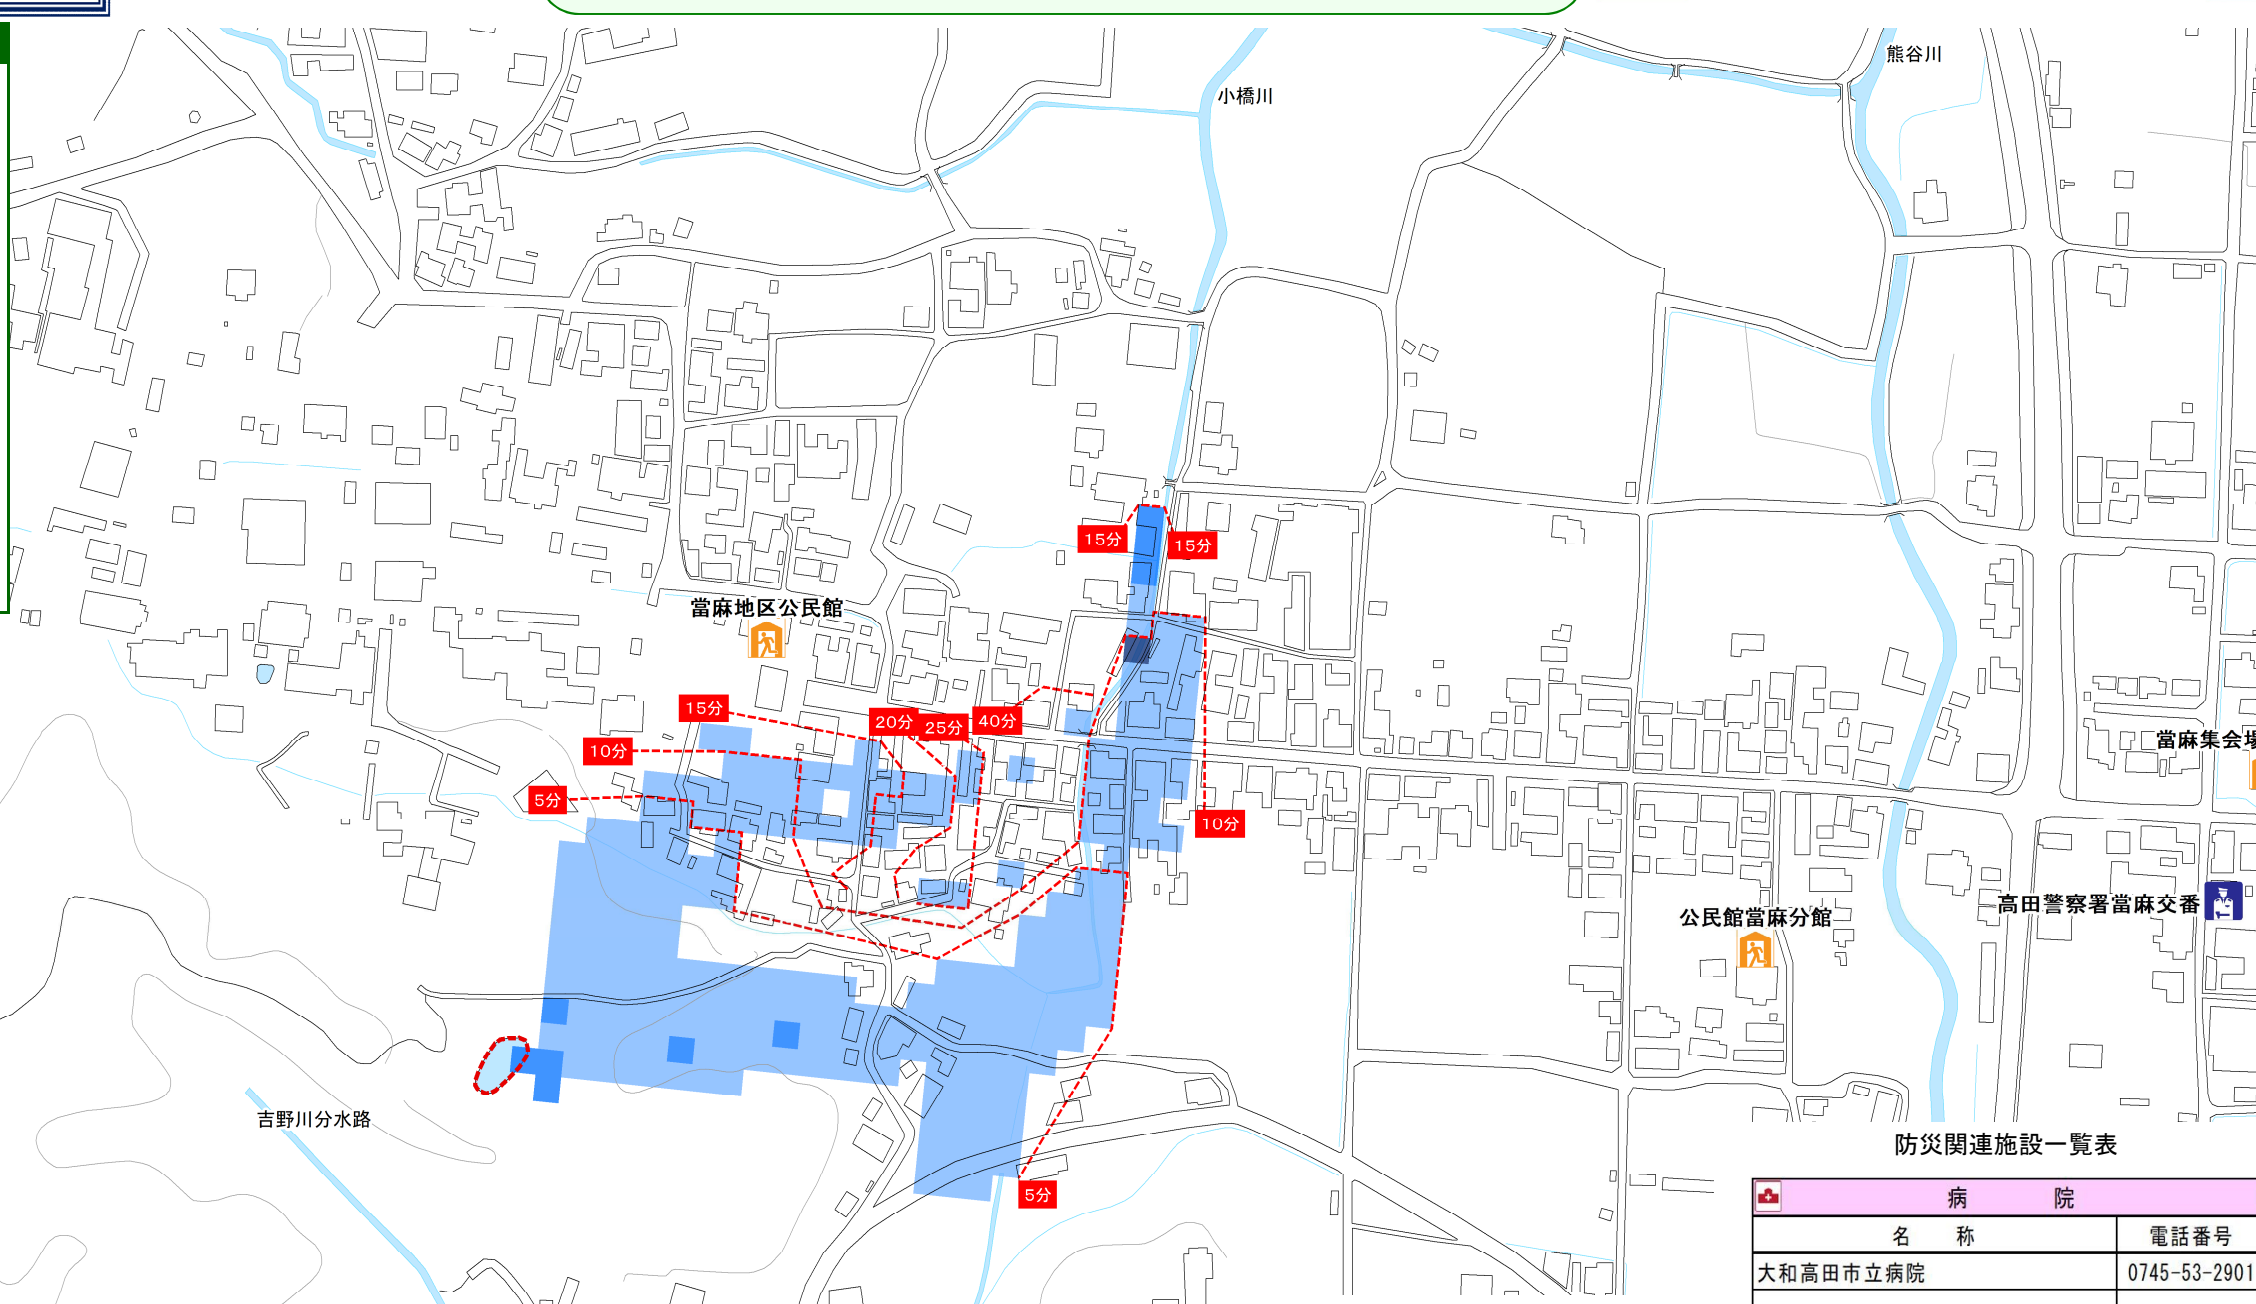 熊谷川
小橋川
15分
15分
當麻地区公民館
15分
20分
25分
40分
10分
當麻集会場
5分
10分
高田警察署當麻交番
公民館當麻分館
吉野川分水路
防災関連施設一覧表
5分
病 院
名 称
電話番号
大和高田市立病院
0745-53-2901